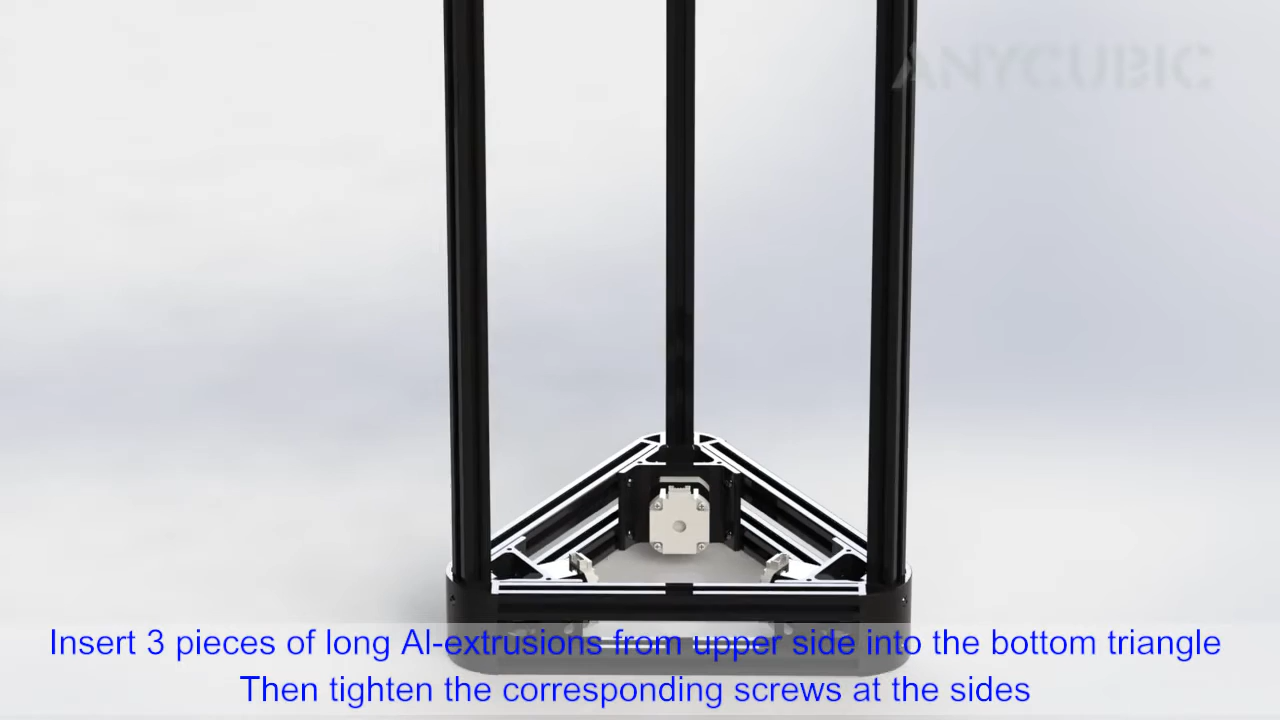 ANYCUBIC
Insert 3 pieces of long Al-extrusions from upper side into the bottom triangle
Then tighten the corresponding screws at the sides